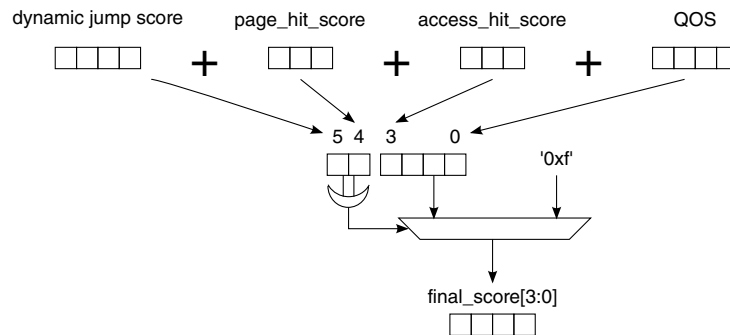 dynamic jump score page_hit_score access_hit_score QOS
+ + +
5 4 3 0
'0xf'
final_score[3:0]